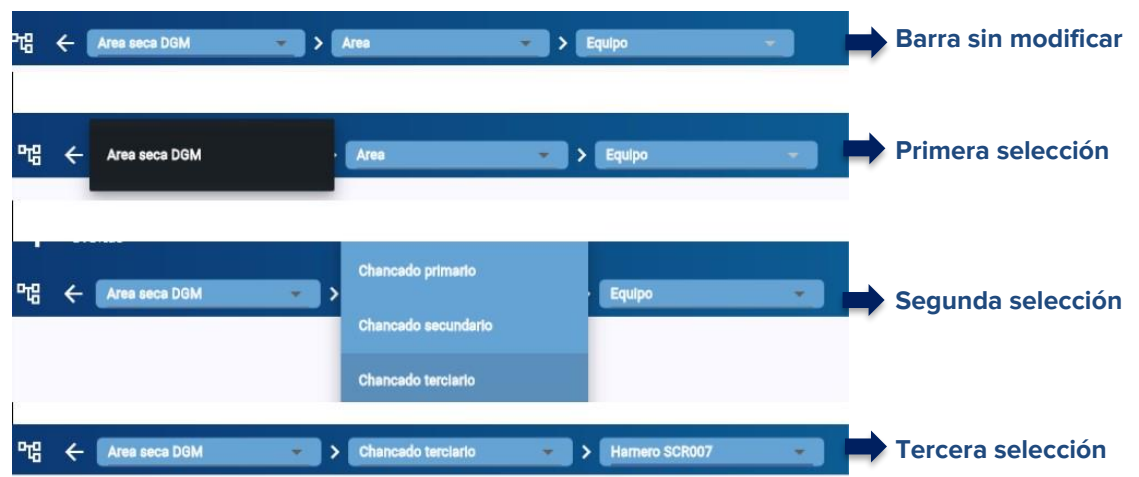 Area seca DGM
Area
Equipo
Barra sin modificar
Area seca DGM
Area
Equipo
Primera selección
Chancado primario
Area seca DGM
Equipo
Segunda selección
Chancado secundario
Chancado terciario
Area seca DGM
Chancado terciario
Harnero SCR007
Tercera selección